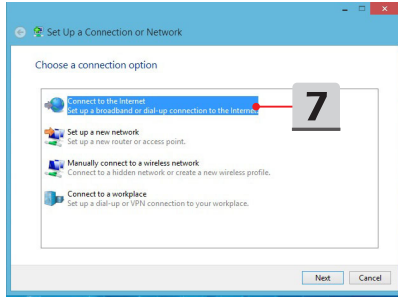 Set Up a Connection or Network
Choose a connection option
Connect to the Internet
Set up a broadband or dial-up connection to the Internet.
7
Set up a new network
Set up a new router or access point.
Manually connect to a wireless network
Connect to a hidden network or create a new wireless profile.
Connect to a workplace
Set up a dial-up or VPN connection to your workplace.
Next
Cancel